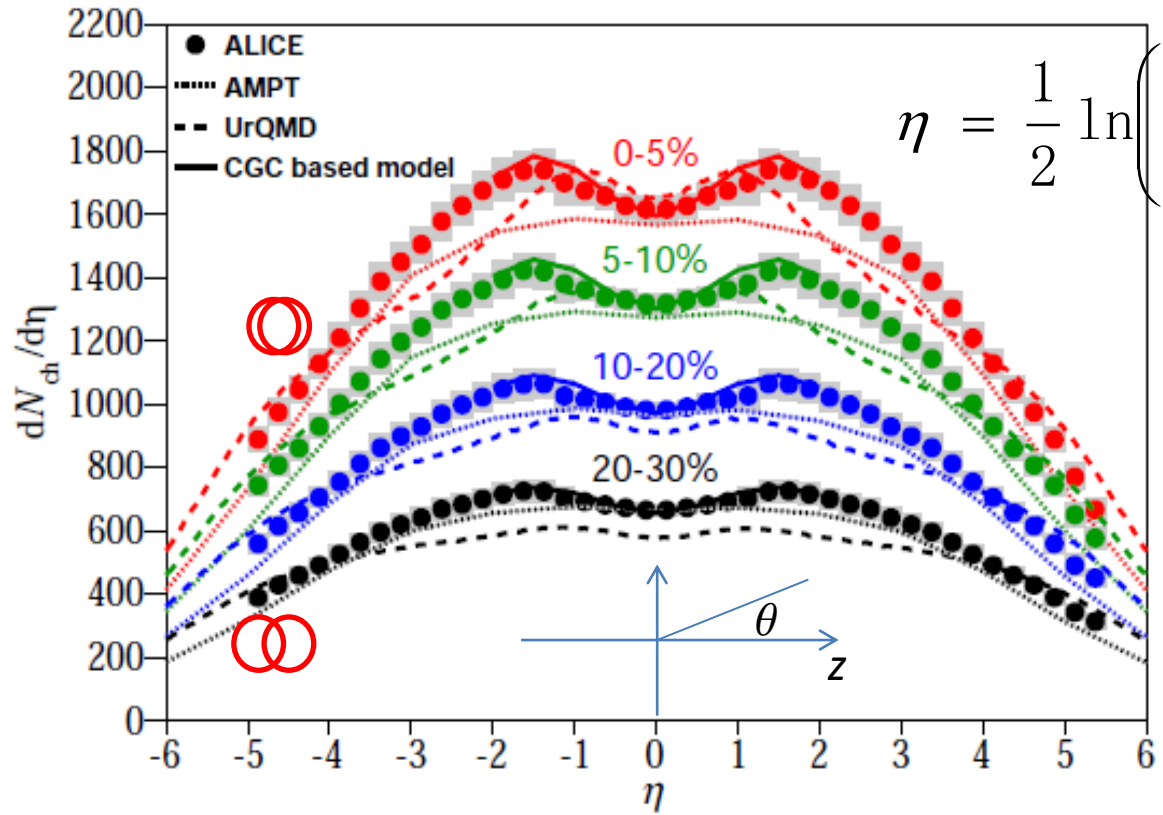 2200
2000
1800
1600
1400
1200
1000
800
600
400
200
0
dN_ch/dη
ALICE
AMPT
UrQMD
CGC based model
η = 1/2 ln(
0-5%
5-10%
10-20%
20-30%
θ
z
-6 -5 -4 -3 -2 -1 0 1 2 3 4 5 6
η